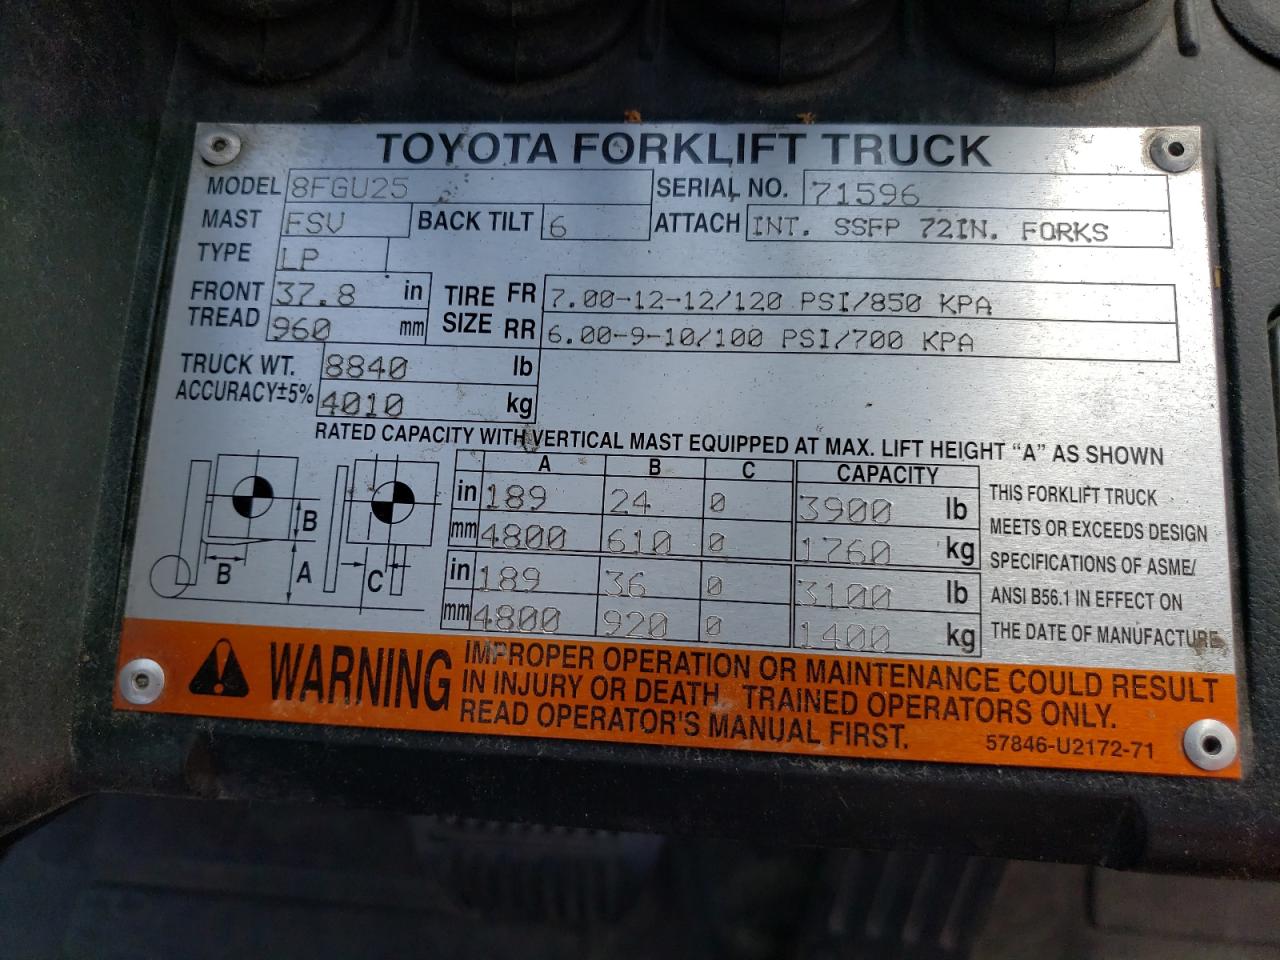 TOYOTA FORKLIFT TRUCK
MODEL 8FGU25 SERIAL NO. 71596
MAST FSV BACK TILT 6 ATTACH INT. SSFP 72IN. FORKS
TYPE LP
FRONT TREAD 37.8 in TIRE SIZE FR 7.00-12-12/120 PSI/850 KPA
960 mm RR 6.00-9-10/100 PSI/700 KPA
TRUCK WT. 8840 lb
ACCURACY±5% 4010 kg
RATED CAPACITY WITH VERTICAL MAST EQUIPPED AT MAX. LIFT HEIGHT "A" AS SHOWN
A B C CAPACITY
in 189 24 0 3900 lb
mm 4800 610 0 1760 kg
in 189 36 0 3100 lb
mm 4800 920 0 1400 kg
B
B A C
THIS FORKLIFT TRUCK
MEETS OR EXCEEDS DESIGN
SPECIFICATIONS OF ASME/
ANSI B56.1 IN EFFECT ON
THE DATE OF MANUFACTURE
WARNING
IMPROPER OPERATION OR MAINTENANCE COULD RESULT
IN INJURY OR DEATH. TRAINED OPERATORS ONLY.
READ OPERATOR'S MANUAL FIRST.
57846-U2172-71